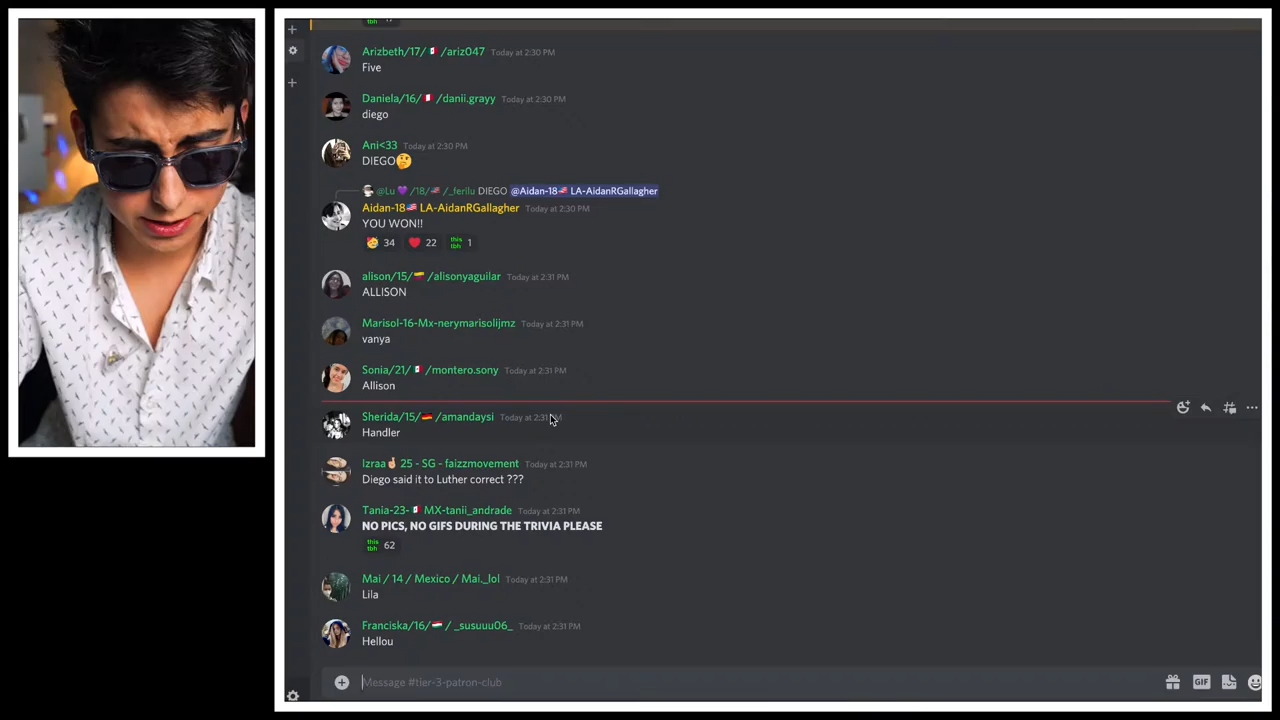 tbh
Arizbeth/17/🇲🇽/ariz047 Today at 2:30 PM
Five
Daniela/16/🇵🇪/danii.grayy Today at 2:30 PM
diego
Ani<33 Today at 2:30 PM
DIEGO🤔
@Lu 💜/18/🇺🇸/_ferilu DIEGO @Aidan-18🇺🇸 LA-AidanRGallagher
Aidan-18🇺🇸 LA-AidanRGallagher Today at 2:30 PM
YOU WON!!
🥳 34 ❤️ 22 this tbh 1
alison/15/🇪🇨/alisonyaguilar Today at 2:31 PM
ALLISON
Marisol-16-Mx-nerymarisolijmz Today at 2:31 PM
vanya
Sonia/21/🇲🇽/montero.sony Today at 2:31 PM
Allison
Sherida/15/🇩🇪/amandaysi Today at 2:31 PM
Handler
Izraa🤞🏼 25 - SG - faizzmovement Today at 2:31 PM
Diego said it to Luther correct ???
Tania-23-🇲🇽 MX-tanii_andrade Today at 2:31 PM
NO PICS, NO GIFS DURING THE TRIVIA PLEASE
this tbh 62
Mai / 14 / Mexico / Mai._lol Today at 2:31 PM
Lila
Franciska/16/🇭🇺/ _susuuu06_ Today at 2:31 PM
Hellou
Message #tier-3-patron-club
GIF